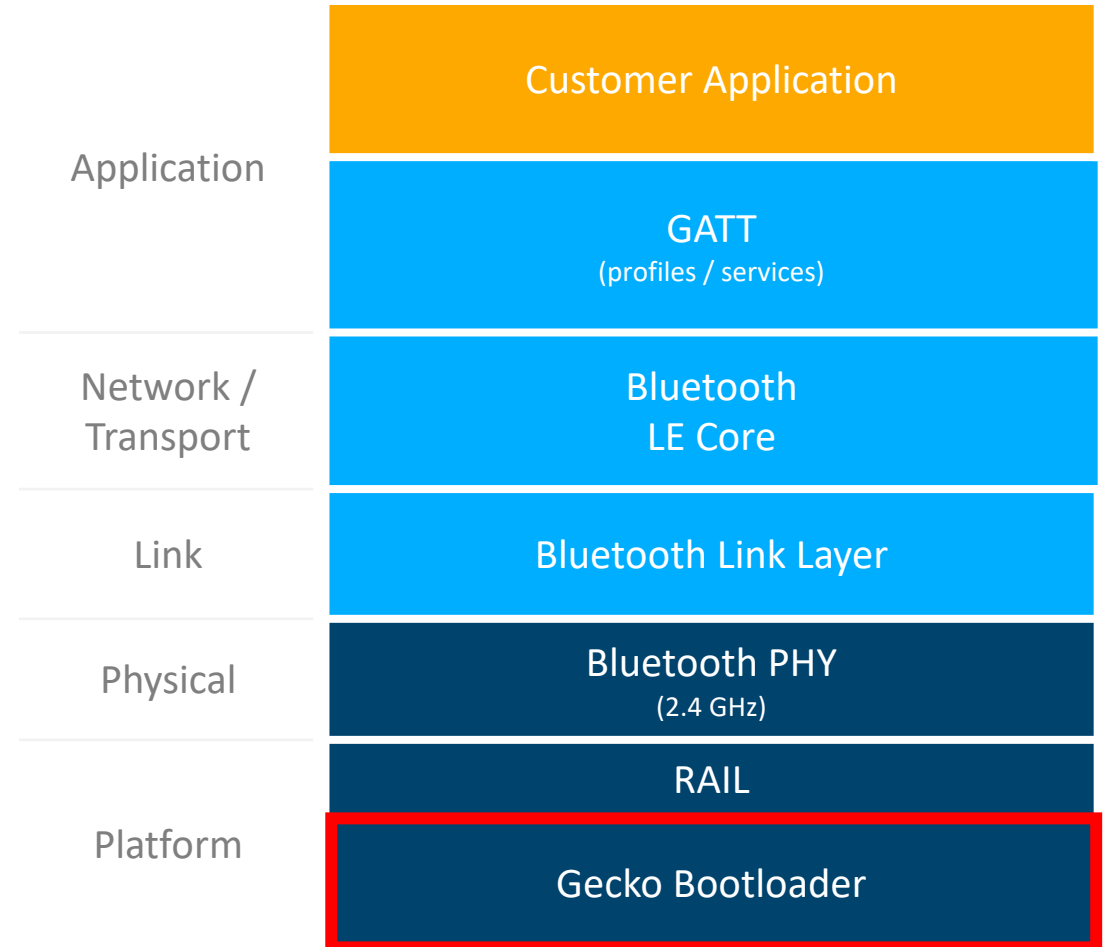 Customer Application
Application
GATT
(profiles / services)
Network /
Transport
Bluetooth
LE Core
Link
Bluetooth Link Layer
Physical
Bluetooth PHY
(2.4 GHz)
Platform
RAIL
Gecko Bootloader